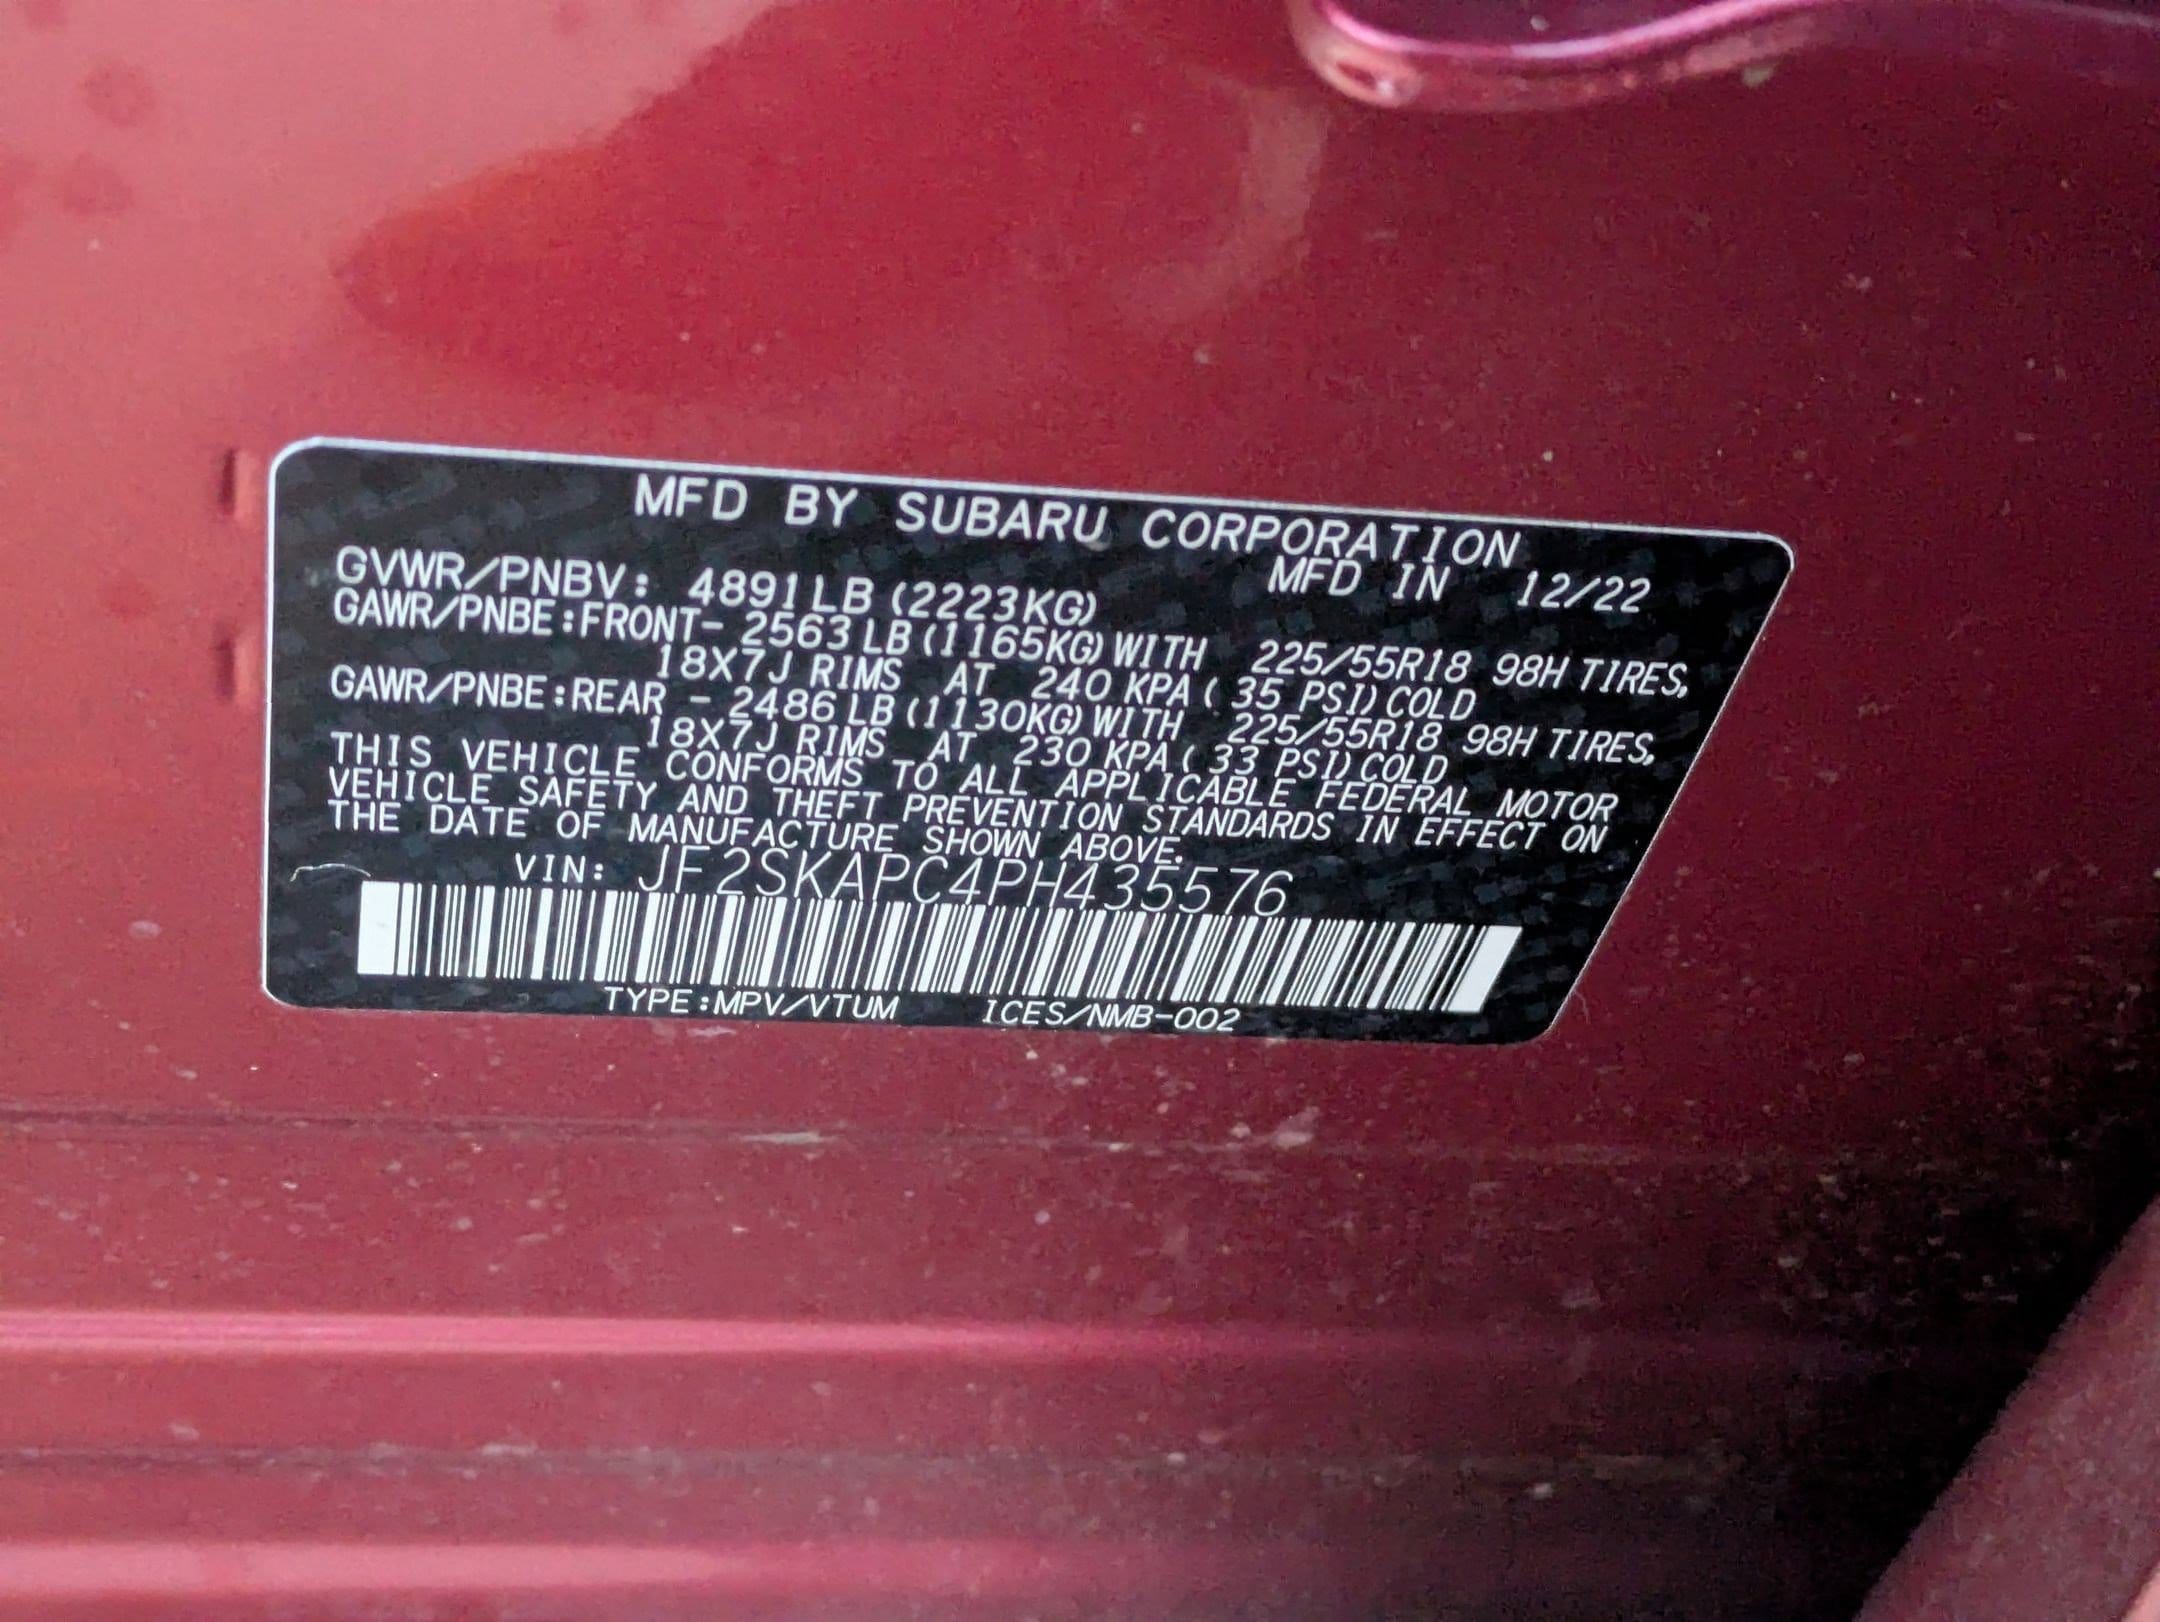 MFD BY SUBARU CORPORATION
MFD IN 12/22
GVWR/PNBV: 4891LB (2223KG)
GAWR/PNBE:FRONT- 2563LB(1165KG)WITH 225/55R18 98H TIRES,
18X7J RIMS AT 240 KPA( 35 PSI)COLD
GAWR/PNBE:REAR - 2486LB(1130KG)WITH 225/55R18 98H TIRES,
18X7J RIMS AT 230 KPA( 33 PSI)COLD
THIS VEHICLE CONFORMS TO ALL APPLICABLE FEDERAL MOTOR
VEHICLE SAFETY AND THEFT PREVENTION STANDARDS IN EFFECT ON
THE DATE OF MANUFACTURE SHOWN ABOVE.
VIN: JF2SKAPC4PH435576
TYPE:MPV/VTUM ICES/NMB-002